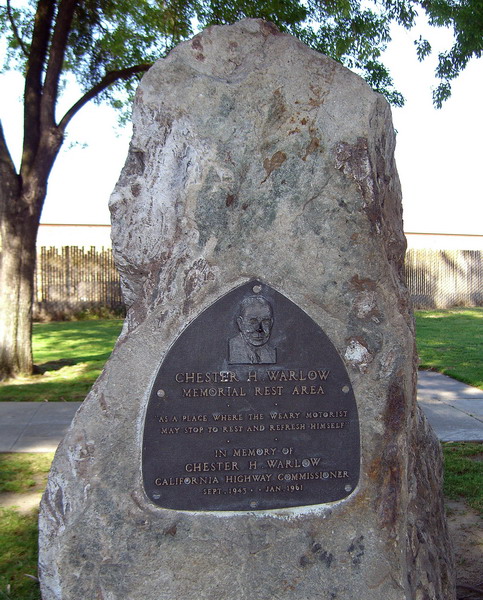 CHESTER H. WARLOW
MEMORIAL REST AREA
"AS A PLACE WHERE THE WEARY MOTORIST
MAY STOP TO REST AND REFRESH HIMSELF"
IN MEMORY OF
CHESTER H. WARLOW
CALIFORNIA HIGHWAY COMMISSIONER
SEPT. 1943 - JAN. 1961